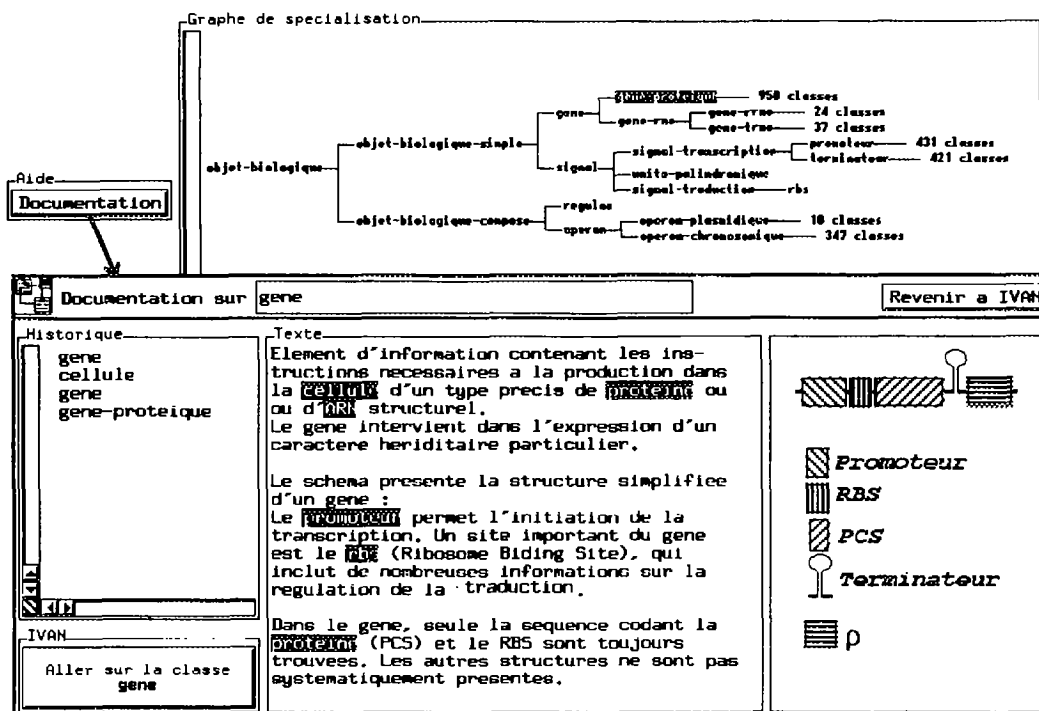 Graphe de specialisation
950 classes
gene
gene-rrna
24 classes
gene-rna
gene-trna
37 classes
objet-biologique-simple
promoteur
431 classes
signal-transcription
terminateur
421 classes
objet-biologique
signal
unite-palindromique
signal-traduction
rbs
Aide
Documentation
regulon
objet-biologique-compose
operon-plasmidique
10 classes
operon
operon-chromosomique
347 classes
Documentation sur gene
Revenir a IVAN
Historique
gene
cellule
gene
gene-proteique
Texte
Element d'information contenant les ins-
tructions necessaires a la production dans
la cellule d'un type precis de proteine ou
ou d'ARN structurel.
Le gene intervient dans l'expression d'un
caractere heriditaire particulier.
Le schema presente la structure simplifiee
d'un gene :
Le promoteur permet l'initiation de la
transcription. Un site important du gene
est le rbs (Ribosome Biding Site), qui
inclut de nombreuses informations sur la
regulation de la traduction.
Dans le gene, seule la sequence codant la
proteine (PCS) et le RBS sont toujours
trouvees. Les autres structures ne sont pas
systematiquement presentes.
Promoteur
RBS
PCS
Terminateur
ρ
IVAN
Aller sur la classe
gene